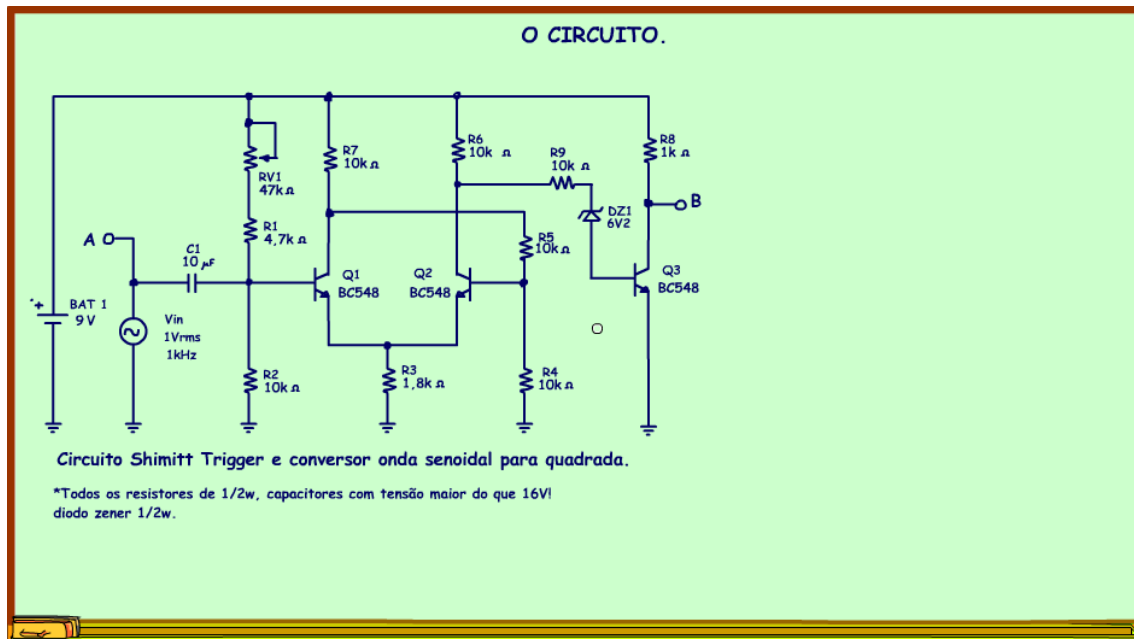 O CIRCUITO.
R7
10kΩ
R6
10k Ω
R9
10k Ω
R8
1k Ω
RV1
47kΩ
B
DZ1
6V2
A
R1
4,7k Ω
R5
10kΩ
C1
10 µF
Q1
BC548
Q2
BC548
Q3
BC548
+
BAT 1
9V
Vin
1Vrms
1kHz
R2
10kΩ
R3
1,8k Ω
R4
10kΩ
Circuito Shimitt Trigger e conversor onda senoidal para quadrada.
*Todos os resistores de 1/2w, capacitores com tensão maior do que 16V!
diodo zener 1/2w.